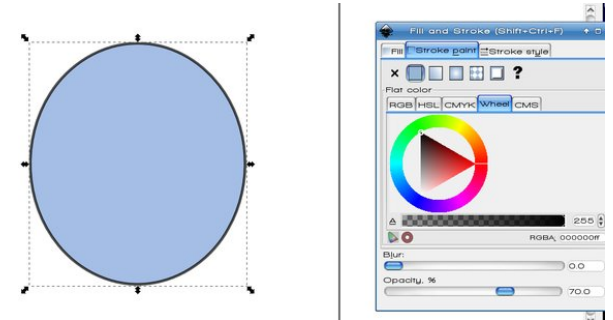 Fill and Stroke (Shift+Ctrl+F)
Fill Stroke paint Stroke style
?
Flat color
RGB HSL CMYK Wheel CMS
A 255
RGBA: 000000ff
Blur:
0.0
Opacity, %
70.0